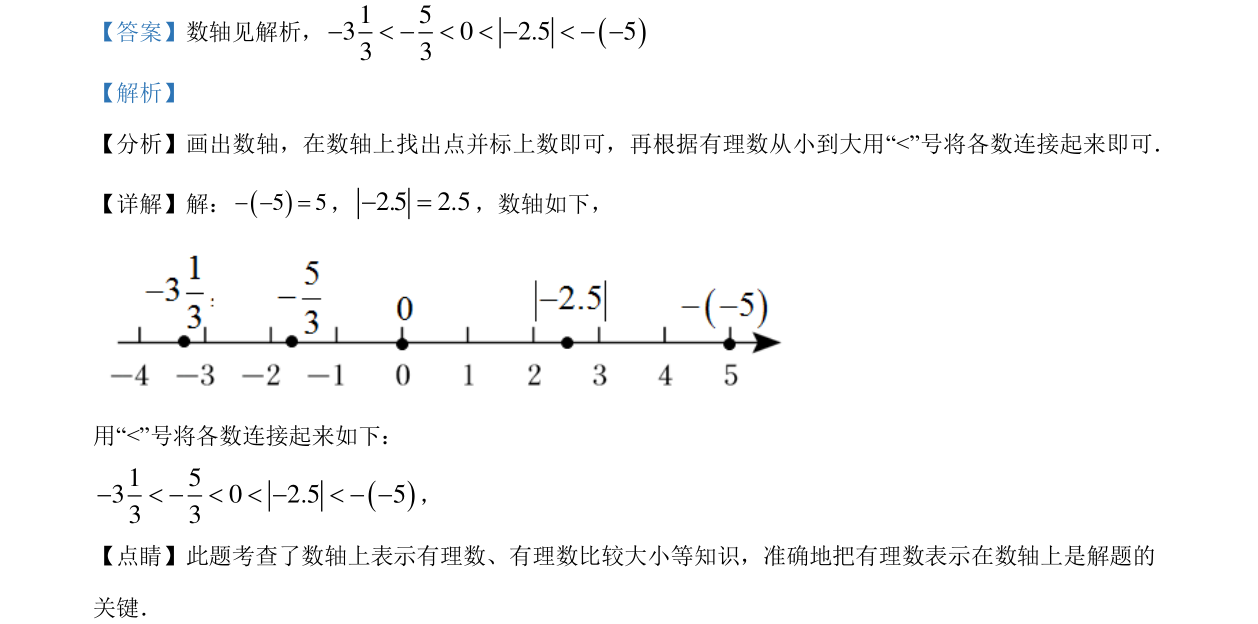 【答案】数轴见解析，$-3\frac{1}{3}<-\frac{5}{3}<0<|-2.5|<-(-5)$
【解析】
【分析】画出数轴，在数轴上找出点并标上数即可，再根据有理数从小到大用“<”号将各数连接起来即可．
【详解】解：$-(-5)=5$，$|-2.5|=2.5$，数轴如下，
$-3\frac{1}{3}$ : $-\frac{5}{3}$ 0 $|-2.5|$ $-(-5)$
−4 −3 −2 −1 0 1 2 3 4 5
用“<”号将各数连接起来如下：
$-3\frac{1}{3}<-\frac{5}{3}<0<|-2.5|<-(-5)$，
【点睛】此题考查了数轴上表示有理数、有理数比较大小等知识，准确地把有理数表示在数轴上是解题的
关键．